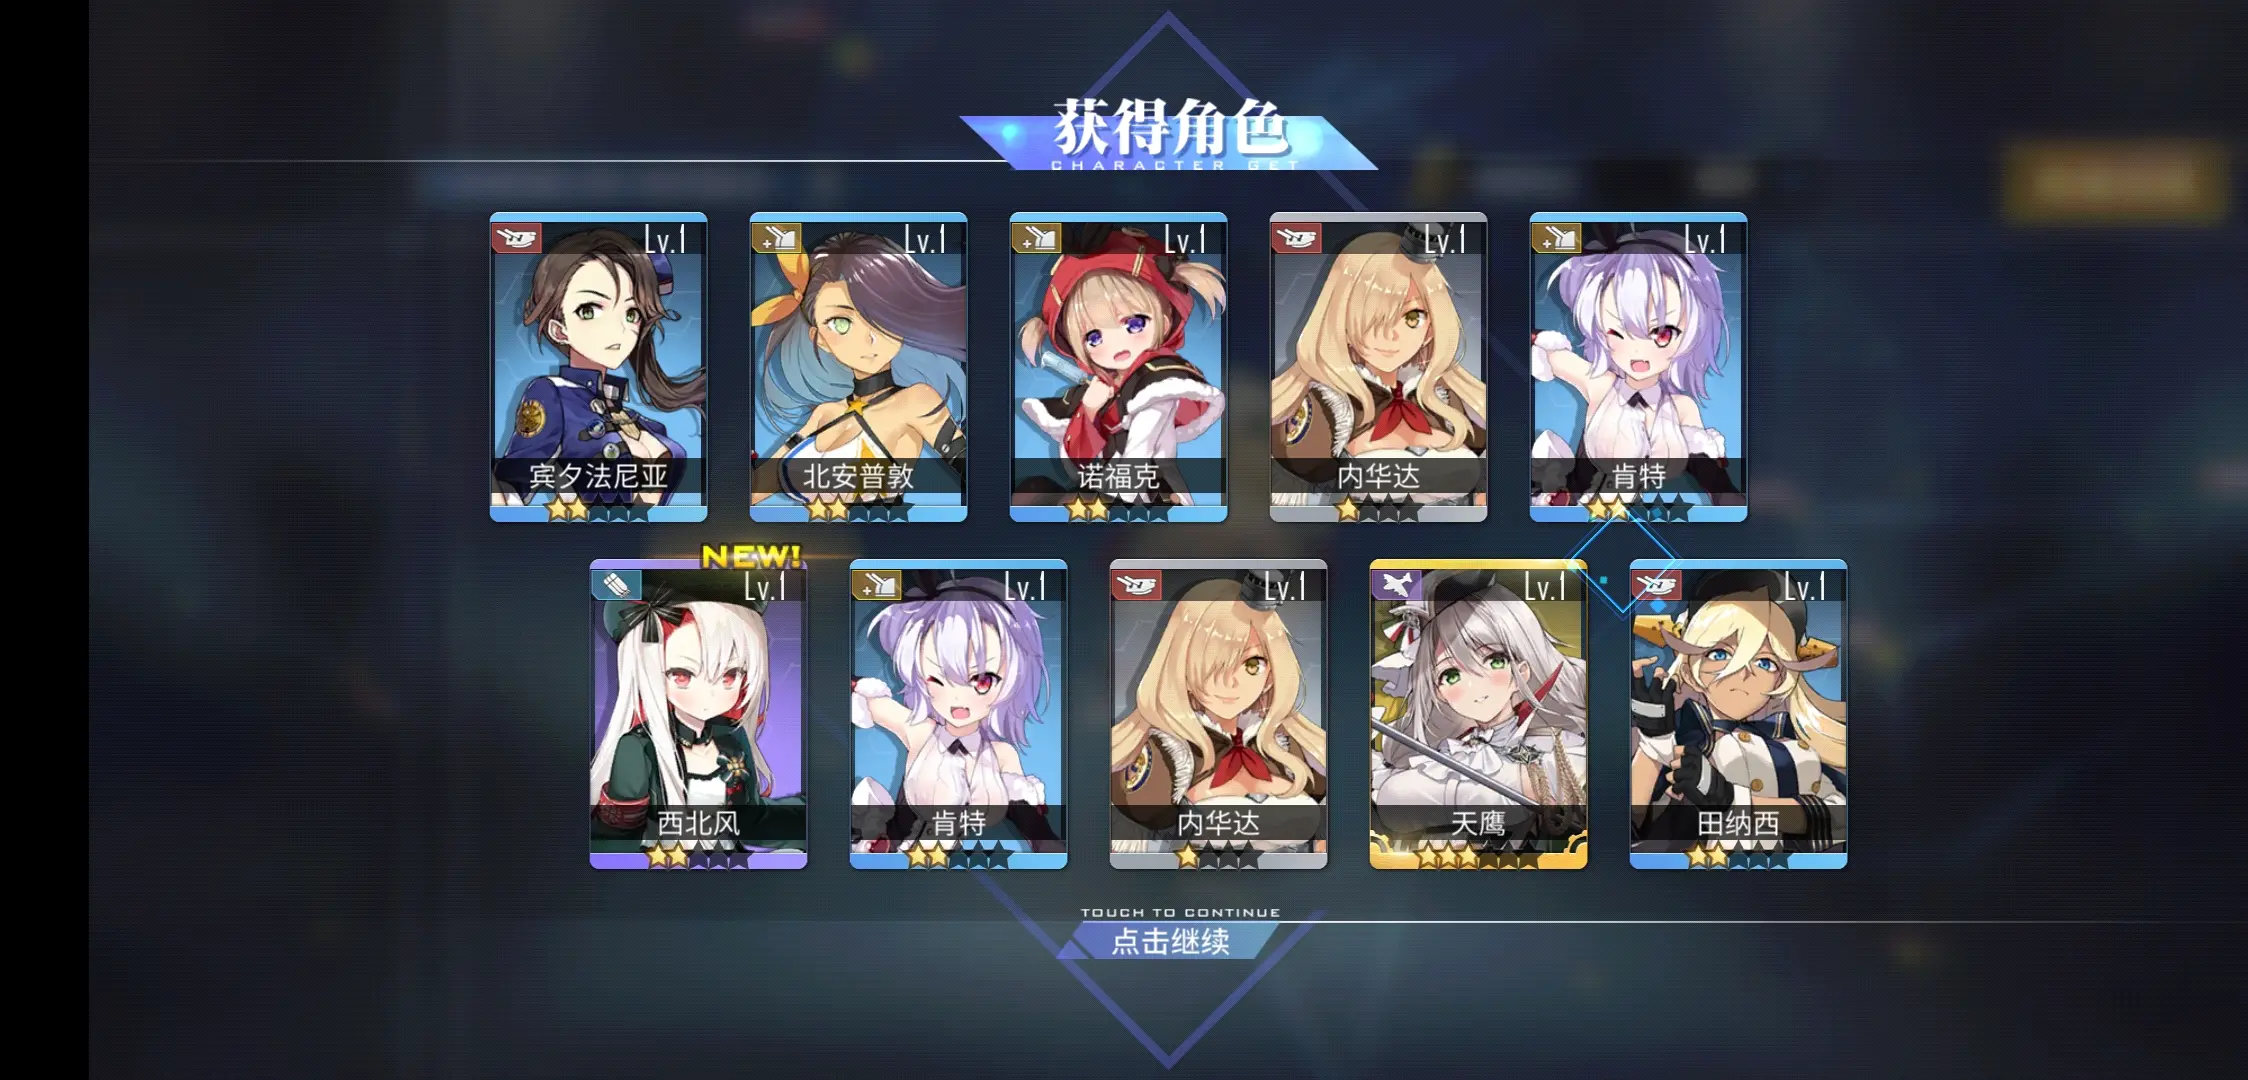 获得角色
CHARACTER GET
Lv.1
Lv.1
Lv.1
Lv.1
Lv.1
宾夕法尼亚
北安普敦
诺福克
内华达
肯特
NEW!
Lv.1
Lv.1
Lv.1
Lv.1
Lv.1
西北风
肯特
内华达
天鹰
田纳西
TOUCH TO CONTINUE
点击继续